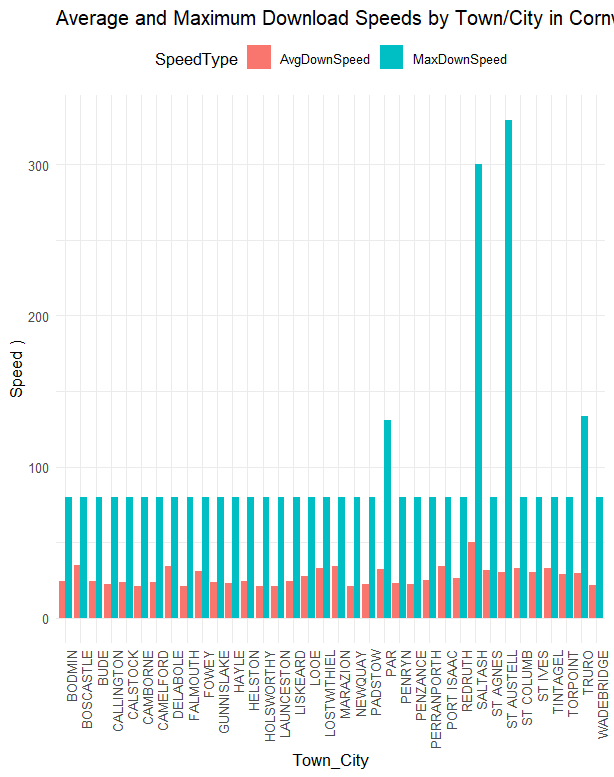 Average and Maximum Download Speeds by Town/City in Corn
SpeedType AvgDownSpeed MaxDownSpeed
300
200
100
0
Speed )
BODMIN
BOSCASTLE
BUDE
CALLINGTON
CALSTOCK
CAMBORNE
CAMELFORD
DELABOLE
FALMOUTH
FOWEY
GUNNISLAKE
HAYLE
HELSTON
HOLSWORTHY
LAUNCESTON
LISKEARD
LOOE
LOSTWITHIEL
MARAZION
NEWQUAY
PADSTOW
PAR
PENRYN
PENZANCE
PERRANPORTH
PORT ISAAC
REDRUTH
SALTASH
ST AGNES
ST AUSTELL
ST COLUMB
ST IVES
TINTAGEL
TORPOINT
TRURO
WADEBRIDGE
Town_City